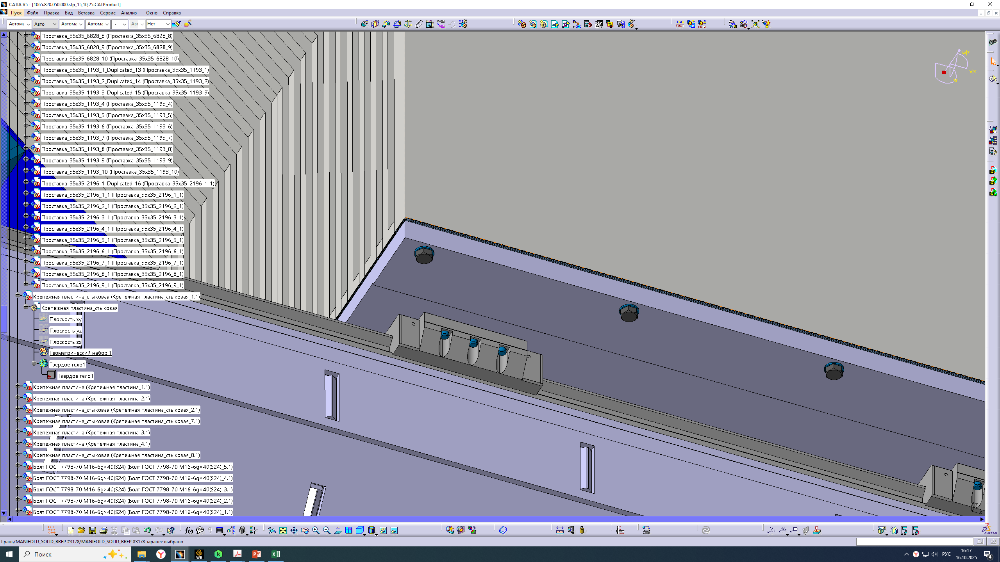 CATIA V5 - [1065.820.050.000.stp_15,10,25.CATProduct]
Пуск Файл Правка Вид Вставка Сервис Анализ Окно Справка
Автома Авто Автома Автома Авт Нет
IGA ГОСТ
АВТО
Проставка_35x35_6828_8 (Проставка_35x35_6828_8)
Проставка_35x35_6828_9 (Проставка_35x35_6828_9)
Проставка_35x35_6828_10 (Проставка_35x35_6828_10)
Проставка_35x35_1193_1_Duplicated_13 (Проставка_35x35_1193_1)
Проставка_35x35_1193_2_Duplicated_14 (Проставка_35x35_1193_2)
Проставка_35x35_1193_3_Duplicated_15 (Проставка_35x35_1193_3)
Проставка_35x35_1193_4 (Проставка_35x35_1193_4)
Проставка_35x35_1193_5 (Проставка_35x35_1193_5)
Проставка_35x35_1193_6 (Проставка_35x35_1193_6)
Проставка_35x35_1193_7 (Проставка_35x35_1193_7)
Проставка_35x35_1193_8 (Проставка_35x35_1193_8)
Проставка_35x35_1193_9 (Проставка_35x35_1193_9)
Проставка_35x35_1193_10 (Проставка_35x35_1193_10)
Проставка_35x35_2196_1_Duplicated_16 (Проставка_35x35_2196_1_1)
Проставка_35x35_2196_1_1 (Проставка_35x35_2196_1_1)
Проставка_35x35_2196_2_1 (Проставка_35x35_2196_2_1)
Проставка_35x35_2196_3_1 (Проставка_35x35_2196_3_1)
Проставка_35x35_2196_4_1 (Проставка_35x35_2196_4_1)
Проставка_35x35_2196_5_1 (Проставка_35x35_2196_5_1)
Проставка_35x35_2196_6_1 (Проставка_35x35_2196_6_1)
Проставка_35x35_2196_7_1 (Проставка_35x35_2196_7_1)
Проставка_35x35_2196_8_1 (Проставка_35x35_2196_8_1)
Проставка_35x35_2196_9_1 (Проставка_35x35_2196_9_1)
Крепежная пластина_стыковая (Крепежная пластина_стыковая_1.1)
Крепежная пластина_стыковая
Плоскость xy
Плоскость yz
Плоскость zx
Геометрический набор.1
Твердое тело1
Твердое тело1
Крепежная пластина (Крепежная пластина_1.1)
Крепежная пластина (Крепежная пластина_2.1)
Крепежная пластина_стыковая (Крепежная пластина_стыковая_2.1)
Крепежная пластина_стыковая (Крепежная пластина_стыковая_7.1)
Крепежная пластина (Крепежная пластина_3.1)
Крепежная пластина (Крепежная пластина_4.1)
Крепежная пластина_стыковая (Крепежная пластина_стыковая_8.1)
Болт ГОСТ 7798-70 M16-6g×40(S24) (Болт ГОСТ 7798-70 M16-6g×40(S24)_5.1)
Болт ГОСТ 7798-70 M16-6g×40(S24) (Болт ГОСТ 7798-70 M16-6g×40(S24)_4.1)
Болт ГОСТ 7798-70 M16-6g×40(S24) (Болт ГОСТ 7798-70 M16-6g×40(S24)_3.1)
Болт ГОСТ 7798-70 M16-6g×40(S24) (Болт ГОСТ 7798-70 M16-6g×40(S24)_2.1)
Болт ГОСТ 7798-70 M16-6g×40(S24) (Болт ГОСТ 7798-70 M16-6g×40(S24)_1.1)
w|z
v|x
z
x
f(x)
ABC
CATIA
Грань/MANIFOLD_SOLID_BREP #3178/MANIFOLD_SOLID_BREP #3178 заранее выбрано
Поиск
WB
РУС
16:17
16.10.2025
4